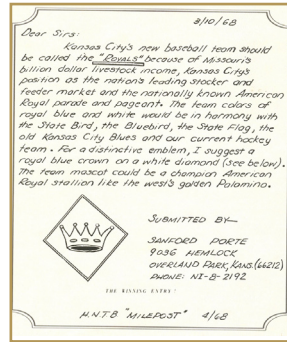 3/10/68
Dear Sirs:
Kansas City's new baseball team should
be called the "ROYALS" because of Missouri's
billion dollar livestock income, Kansas City's
position as the nation's leading stocker and
feeder market and the nationally known American
Royal parade and pageant. The team colors of
royal blue and white would be in harmony with
the State Bird, the Bluebird, the State Flag, the
old Kansas City Blues and our current hockey
team. For a distinctive emblem, I suggest a
royal blue crown on a white diamond (see below).
The team mascot could be a champion American
Royal stallion like the west's golden Palomino.
SUBMITTED BY—
SANFORD PORTE
9036 HEMLOCK
OVERLAND PARK, KANS. (66212)
PHONE: NI-8-2192
THE WINNING ENTRY!
H.N.T.B "MILEPOST" 4/68